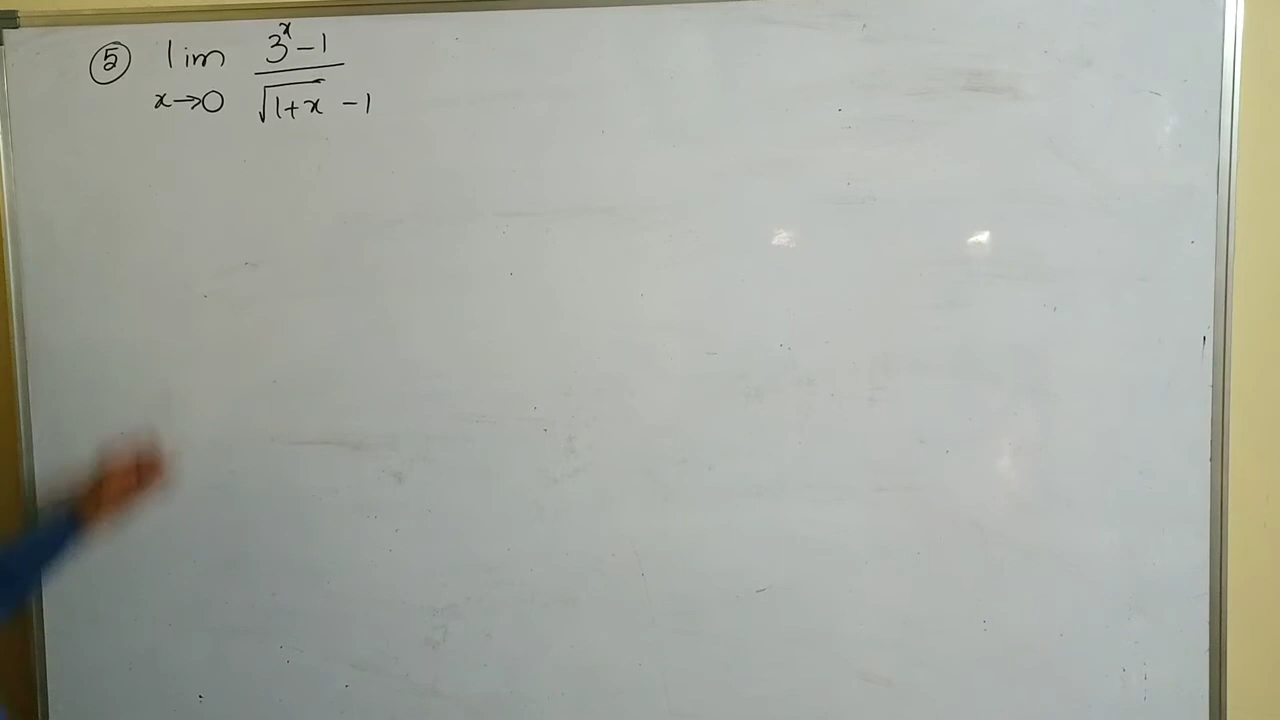 ⑤ lim 3^x - 1
x→0 √1+x - 1